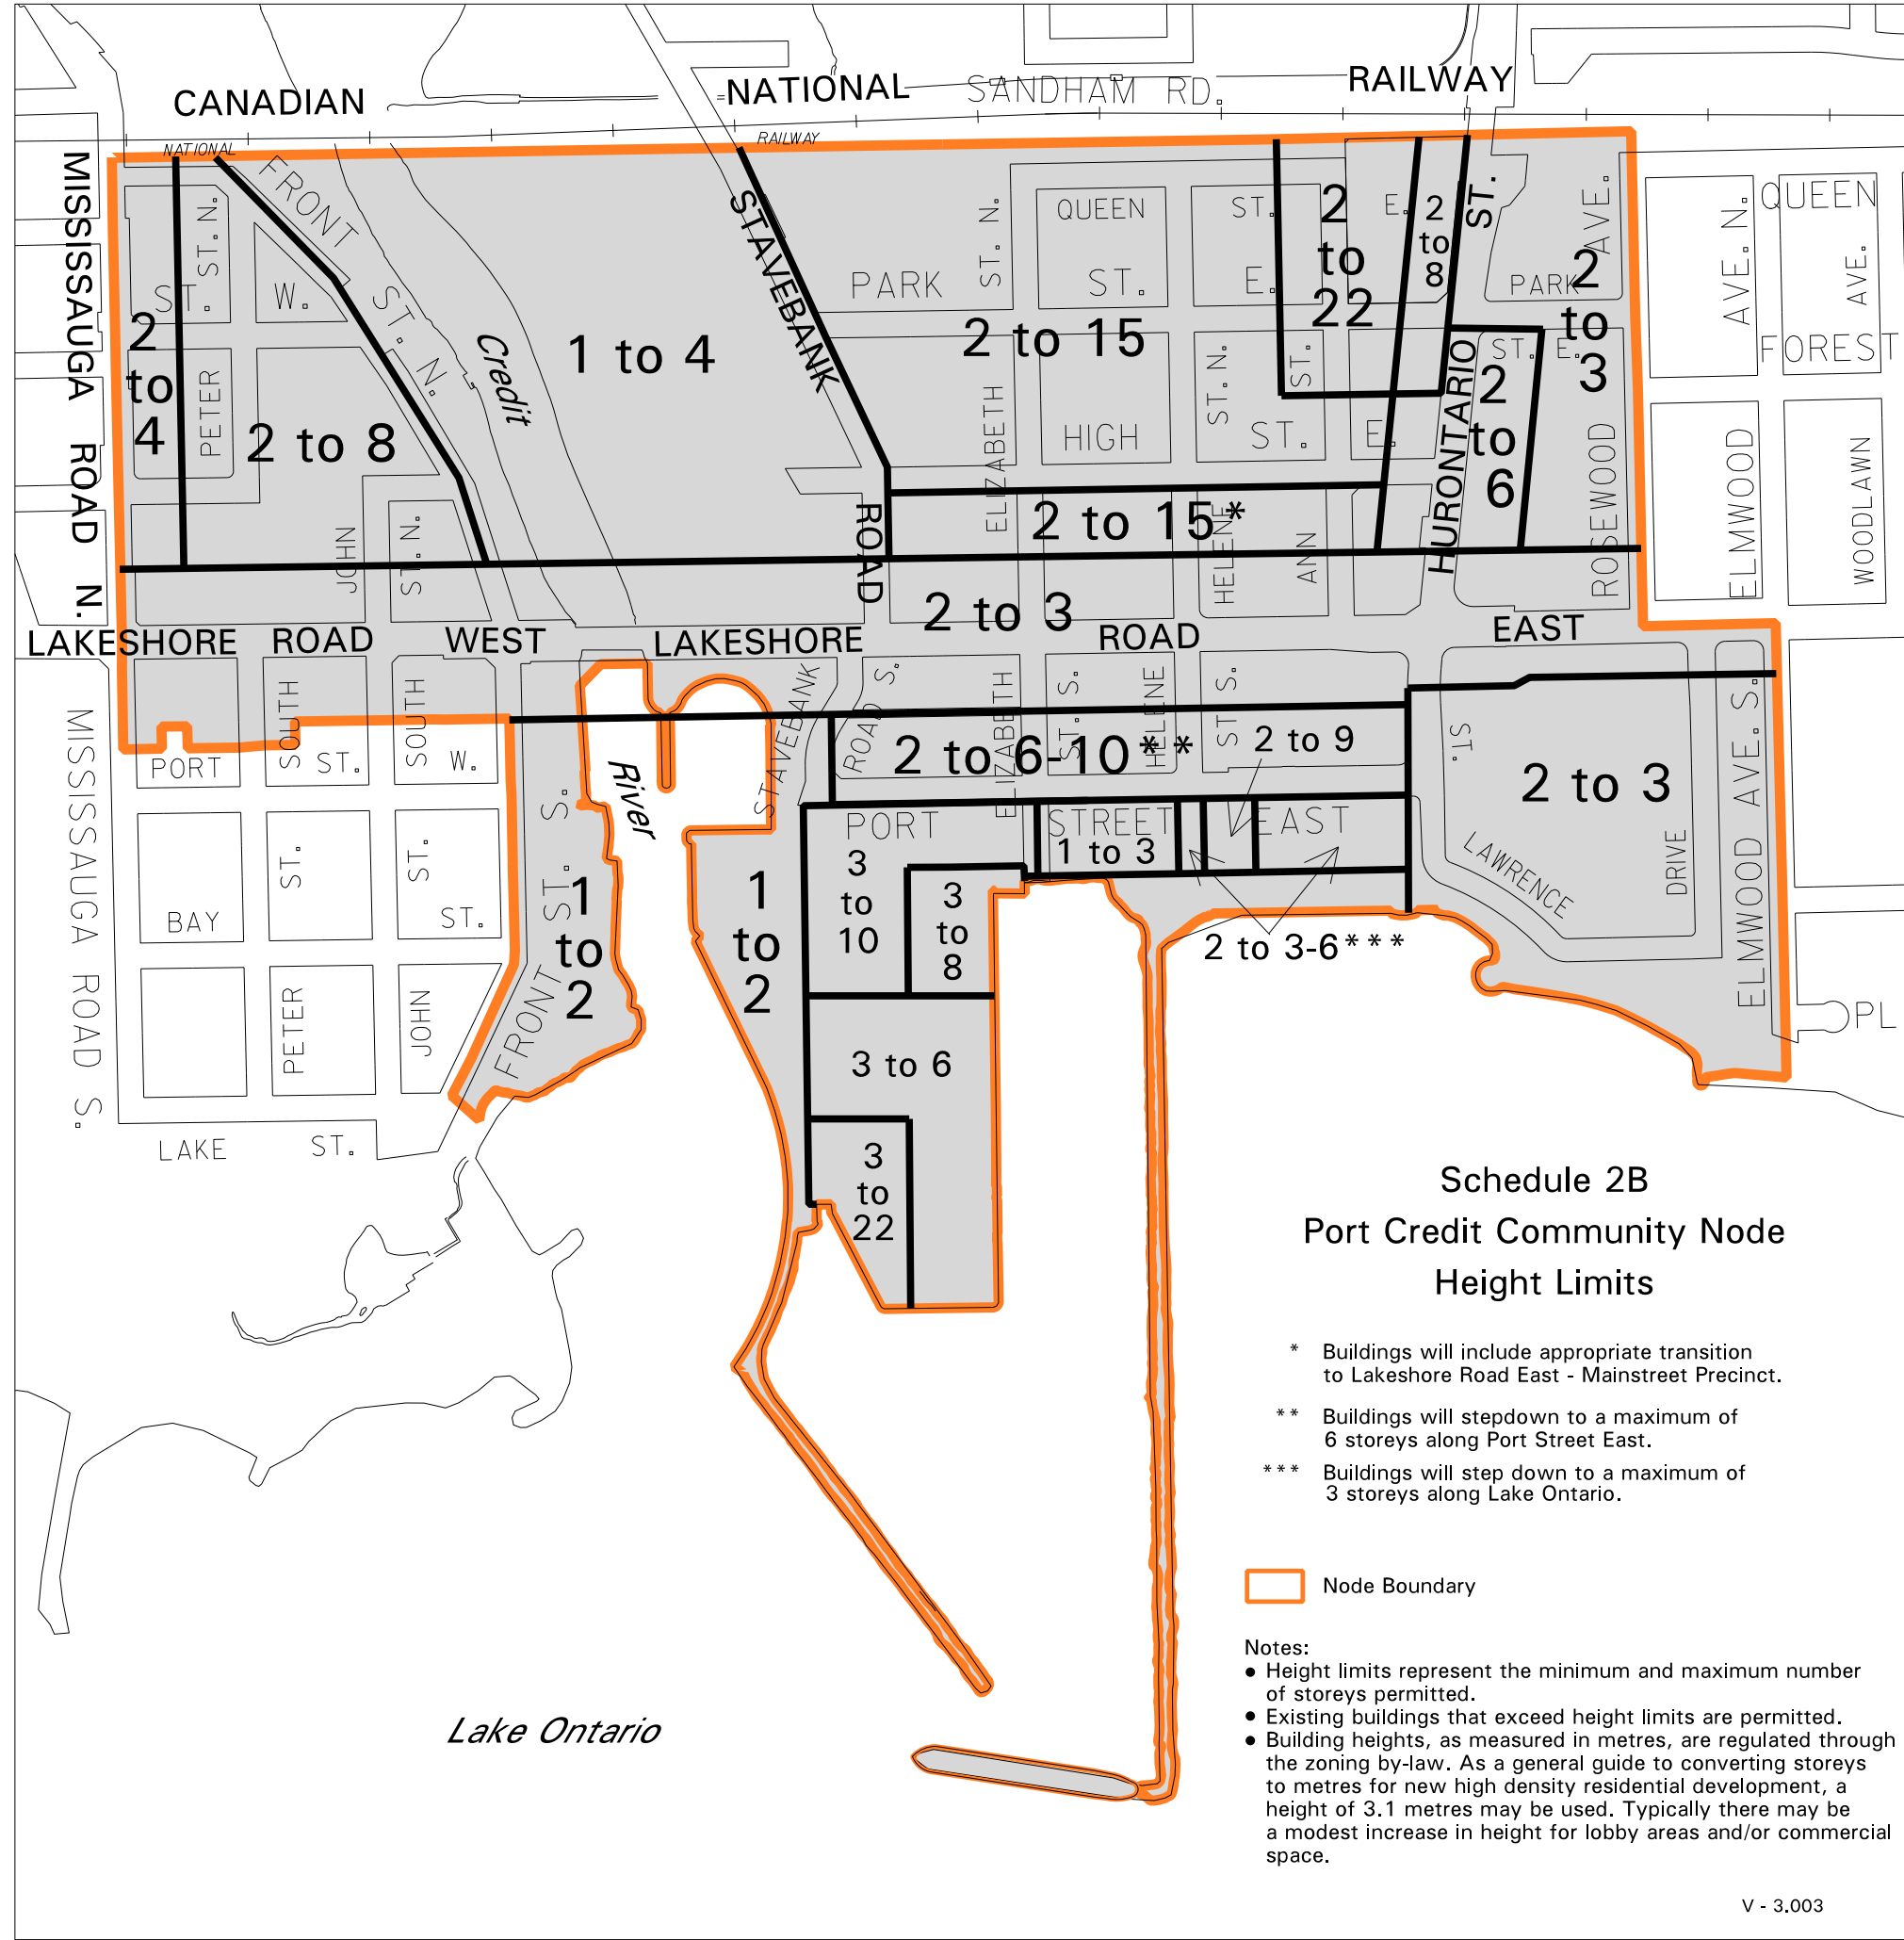 CANADIAN
NATIONAL
SANDHAM RD.
RAILWAY
NATIONAL
RAILWAY
MISSISSAUGA ROAD N.
FRONT ST. N.
ST. N.
ST.
W.
PETER
2
to
4
2 to 8
JOHN
ST. N.
Credit
1 to 4
STAVEBANK
ROAD
PARK
ST.
E.
ST. N.
ELIZABETH
QUEEN
ST.
E.
2 to 15
HIGH
ST.
E.
ST. N.
HELENE
ST.
ANN
2 to 15*
2
to
22
2
to
8
ST.
HURONTARIO
PARK
ST. E.
AVE.
ROSEWOOD
2
to
3
2
to
6
QUEEN
AVE. N.
ELMWOOD
AVE.
WOODLAWN
FOREST
2 to 3
LAKESHORE ROAD WEST
LAKESHORE ROAD EAST
MISSISSAUGA ROAD S.
SOUTH
SOUTH
PORT
ST.
W.
ST.
ST.
BAY
ST.
PETER
JOHN
LAKE
ST.
FRONT ST. S.
1
to
2
River
STAVEBANK
ROAD S.
1
to
2
ELIZABETH
ST. S.
HELENE
ST. S.
2 to 6-10**
2 to 9
PORT
STREET
EAST
1 to 3
3
to
10
3
to
8
2 to 3-6***
3 to 6
3
to
22
ST.
2 to 3
LAWRENCE
DRIVE
ELMWOOD AVE. S.
PL
Schedule 2B
Port Credit Community Node
Height Limits
* Buildings will include appropriate transition
to Lakeshore Road East - Mainstreet Precinct.
** Buildings will stepdown to a maximum of
6 storeys along Port Street East.
*** Buildings will step down to a maximum of
3 storeys along Lake Ontario.
Node Boundary
Notes:
● Height limits represent the minimum and maximum number
of storeys permitted.
● Existing buildings that exceed height limits are permitted.
● Building heights, as measured in metres, are regulated through
the zoning by-law. As a general guide to converting storeys
to metres for new high density residential development, a
height of 3.1 metres may be used. Typically there may be
a modest increase in height for lobby areas and/or commercial
space.
Lake Ontario
V - 3.003